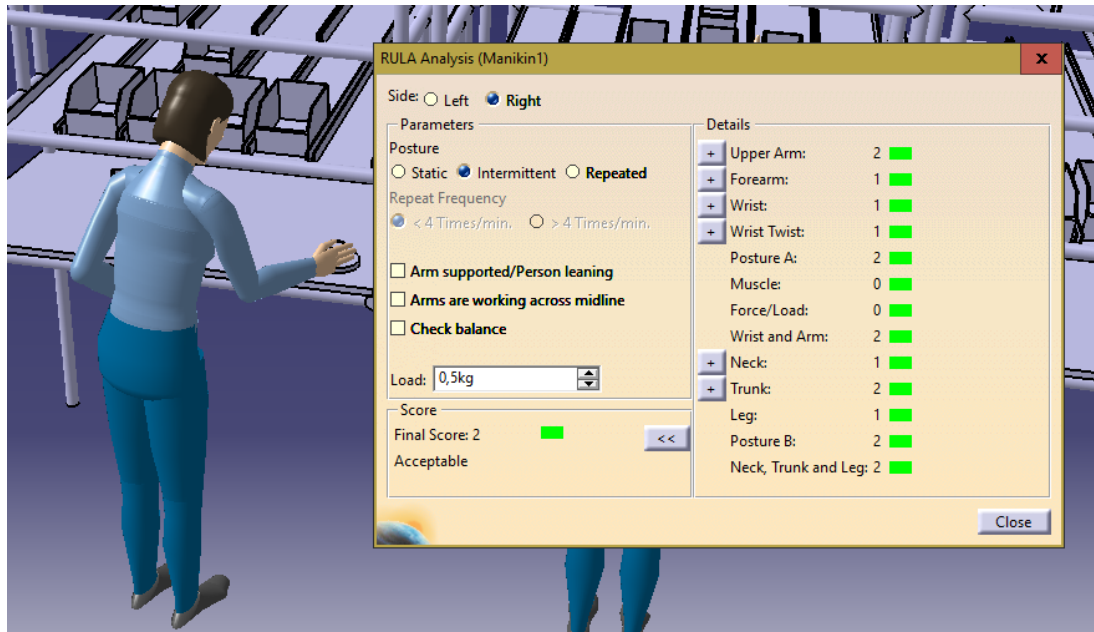 RULA Analysis (Manikin1)
x
Side: Left Right
Parameters
Posture
Static Intermittent Repeated
Repeat Frequency
< 4 Times/min. > 4 Times/min.
Arm supported/Person leaning
Arms are working across midline
Check balance
Load: 0,5kg
Score
Final Score: 2
<<
Acceptable
Details
+ Upper Arm: 2
+ Forearm: 1
+ Wrist: 1
+ Wrist Twist: 1
Posture A: 2
Muscle: 0
Force/Load: 0
Wrist and Arm: 2
+ Neck: 1
+ Trunk: 2
Leg: 1
Posture B: 2
Neck, Trunk and Leg: 2
Close